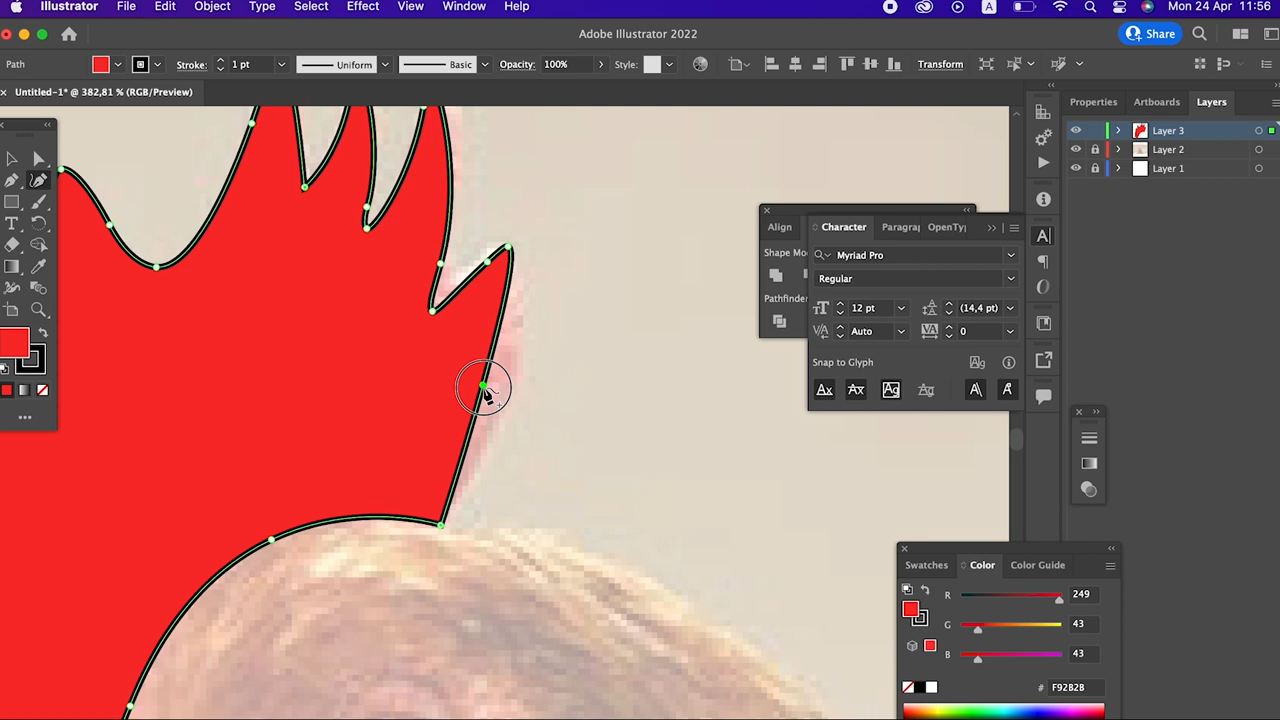 Illustrator File Edit Object Type Select Effect View Window Help A Mon 24 Apr 11:56
Adobe Illustrator 2022 Share
Path Stroke: 1 pt Uniform Basic Opacity: 100% Style: Transform
Untitled-1* @ 382,81 % (RGB/Preview)
Properties Artboards Layers
Layer 3
Layer 2
Layer 1
Align
Shape Mo
Pathfinder
Character Paragra OpenTy
Myriad Pro
Regular
12 pt (14,4 pt)
Auto 0
Snap to Glyph
Swatches Color Color Guide
R 249
G 43
B 43
# F92B2B